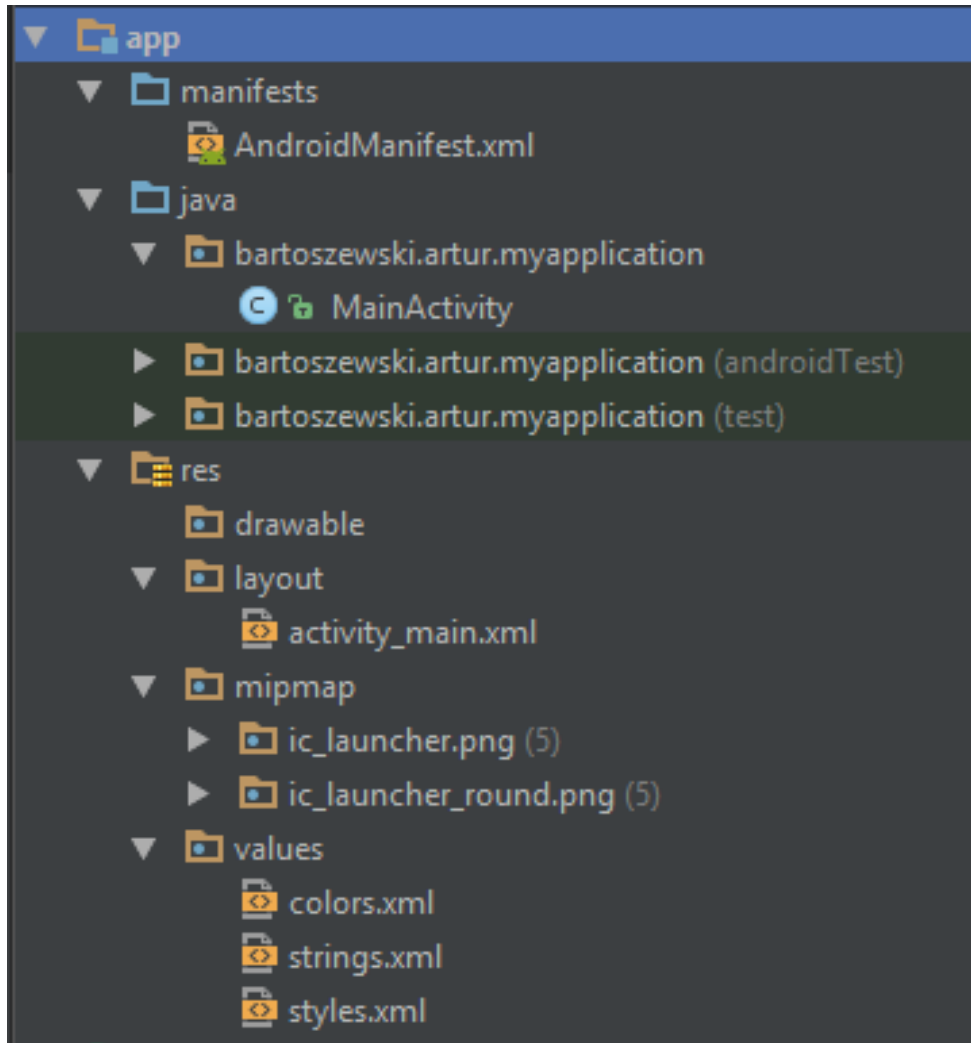 app
manifests
AndroidManifest.xml
java
bartoszewski.artur.myapplication
MainActivity
bartoszewski.artur.myapplication (androidTest)
bartoszewski.artur.myapplication (test)
res
drawable
layout
activity_main.xml
mipmap
ic_launcher.png (5)
ic_launcher_round.png (5)
values
colors.xml
strings.xml
styles.xml